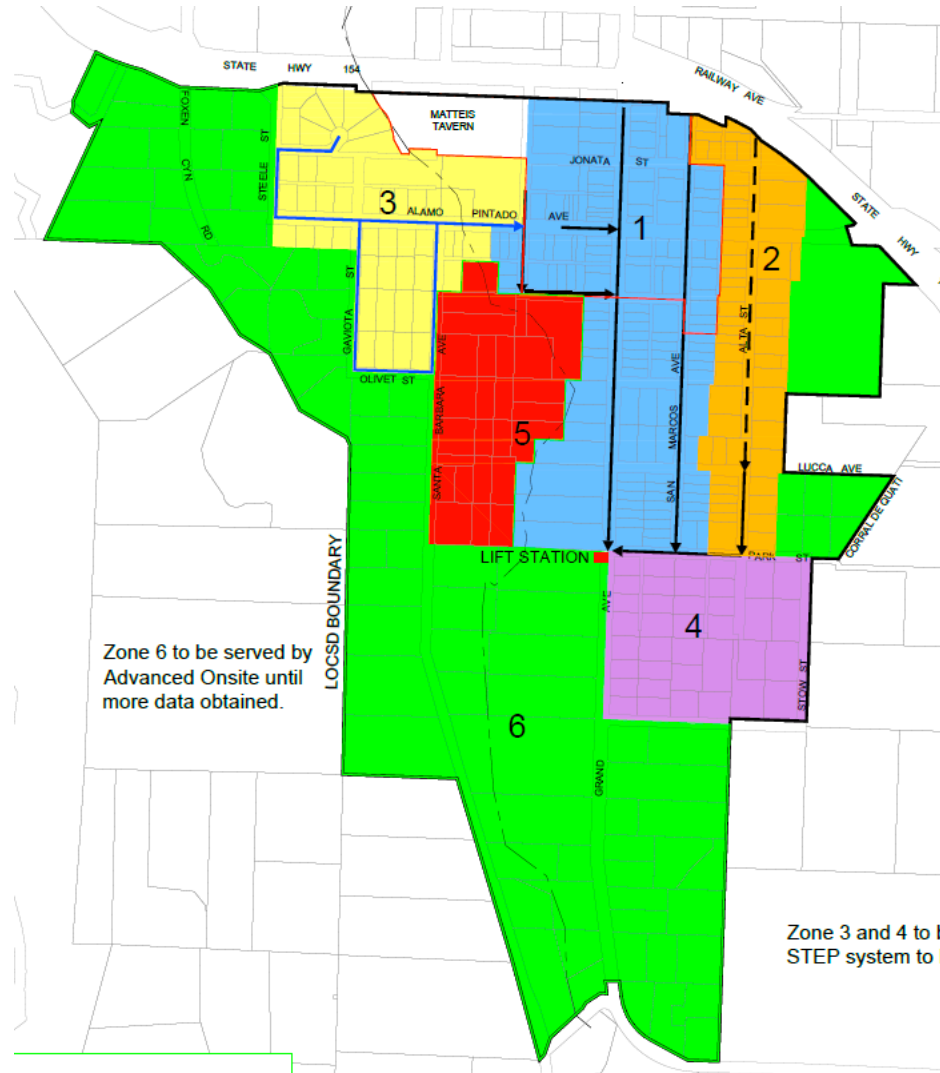 STATE HWY 154
RAILWAY AVE
FOXEN CYN RD
STEELE ST
MATTEIS
TAVERN
JONATA ST
STATE HWY
3
ALAMO PINTADO AVE
1
2
GAVIOTA ST
ALTA ST
OLIVET ST
SANTA BARBARA AVE
5
SAN MARCOS AVE
LUCCA AVE
CORRAL DE QUATI
LIFT STATION
PARK ST
LOCSD BOUNDARY
4
Zone 6 to be served by
Advanced Onsite until
more data obtained.
STOW ST
6
GRAND AVE
Zone 3 and 4 to b
STEP system to